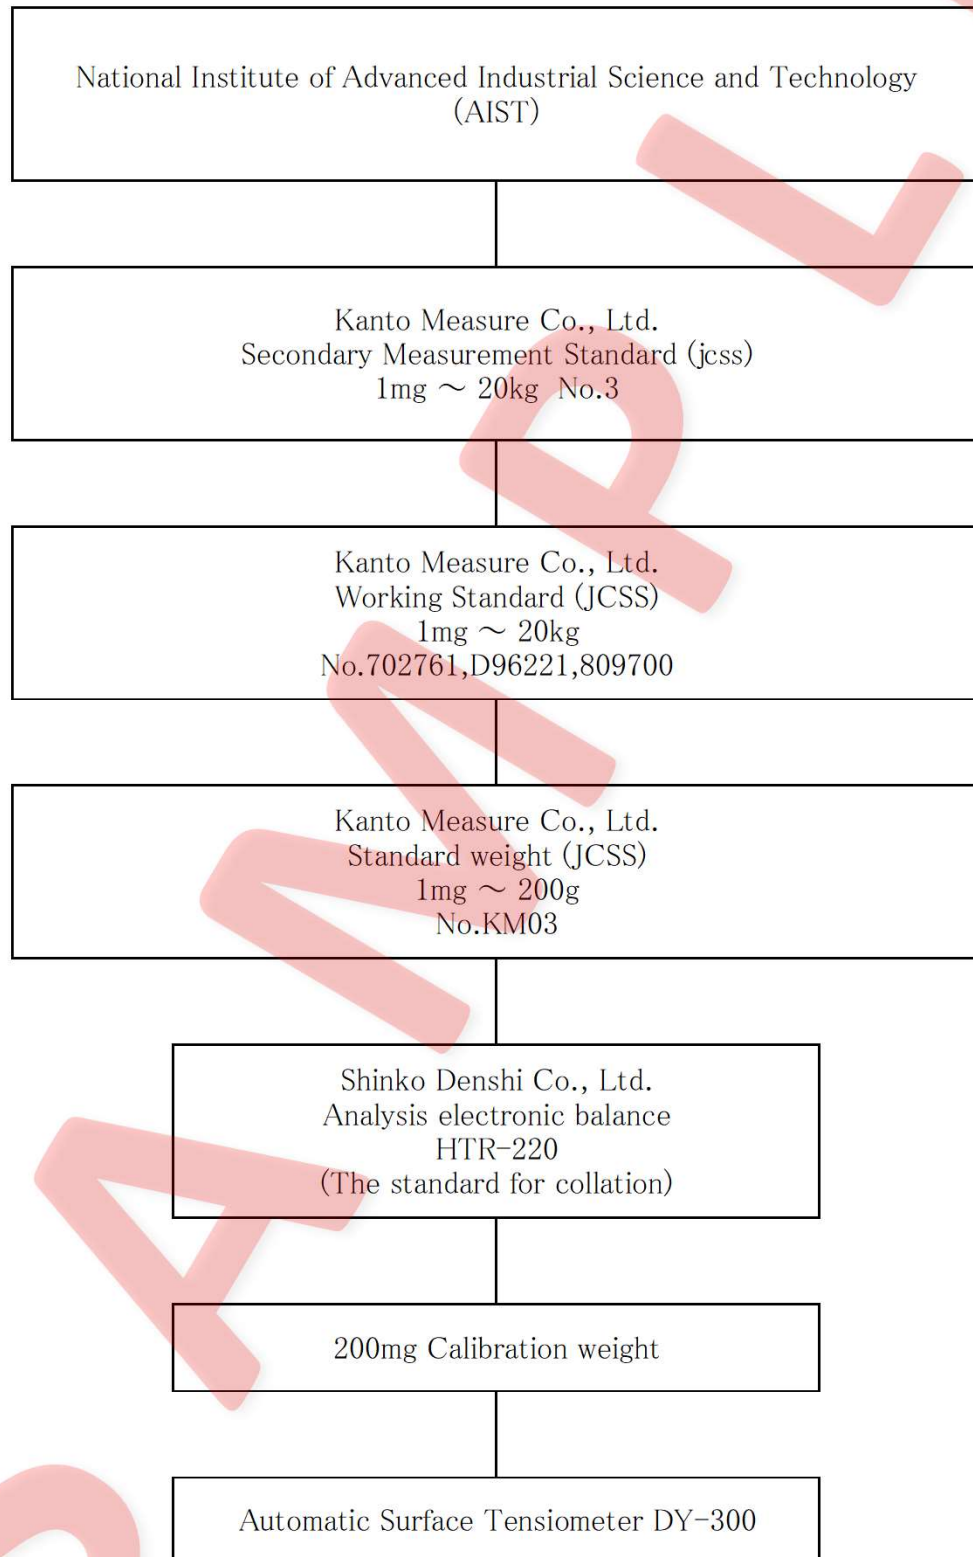 National Institute of Advanced Industrial Science and Technology
(AIST)
Kanto Measure Co., Ltd.
Secondary Measurement Standard (jcss)
1mg ～ 20kg  No.3
Kanto Measure Co., Ltd.
Working Standard (JCSS)
1mg ～ 20kg
No.702761,D96221,809700
Kanto Measure Co., Ltd.
Standard weight (JCSS)
1mg ～ 200g
No.KM03
Shinko Denshi Co., Ltd.
Analysis electronic balance
HTR-220
(The standard for collation)
200mg Calibration weight
Automatic Surface Tensiometer DY-300
SAMPL